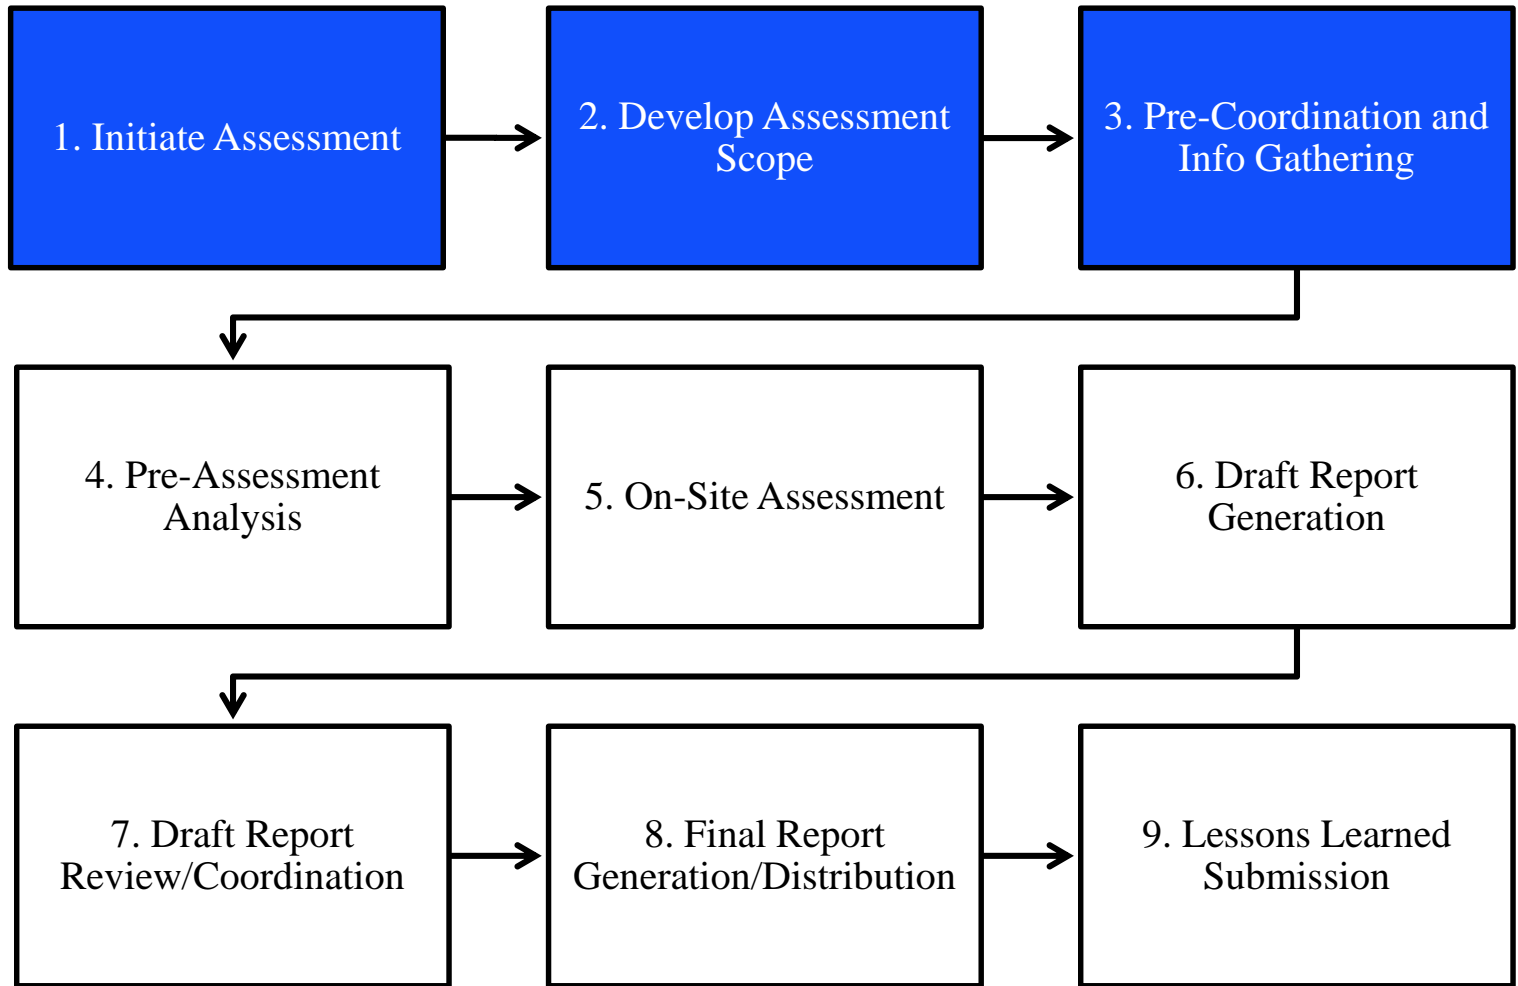 1. Initiate Assessment
2. Develop Assessment
Scope
3. Pre-Coordination and
Info Gathering
4. Pre-Assessment
Analysis
5. On-Site Assessment
6. Draft Report
Generation
7. Draft Report
Review/Coordination
8. Final Report
Generation/Distribution
9. Lessons Learned
Submission